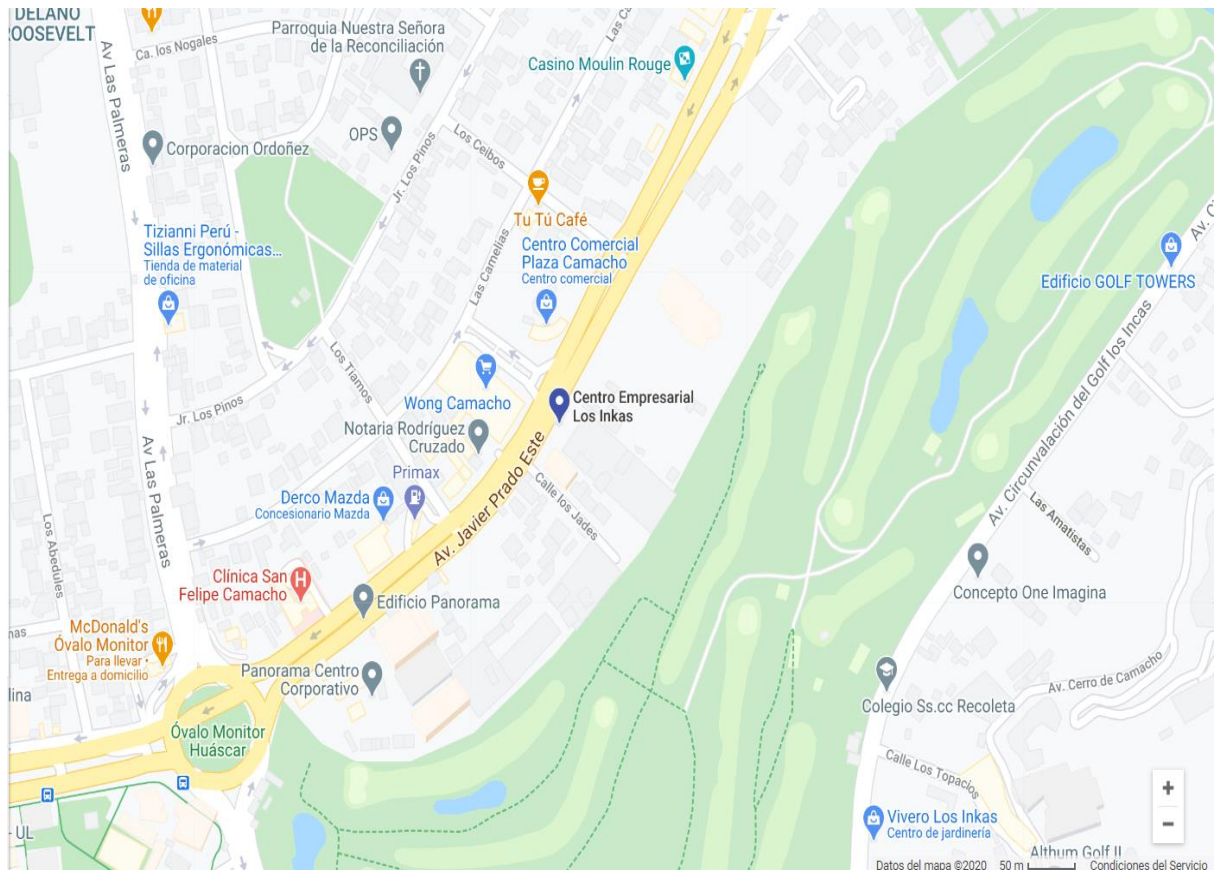 DELANO
ROOSEVELT
Ca. los Nogales
Parroquia Nuestra Señora
de la Reconciliación
Las Ca
Casino Moulin Rouge
Av Las Palmeras
Corporacion Ordoñez
OPS
Los Ceibos
Jr. Los Pinos
Tu Tú Café
Tizianni Perú -
Sillas Ergonómicas...
Tienda de material
de oficina
Centro Comercial
Plaza Camacho
Centro comercial
Las Camelias
Av. C
Edificio GOLF TOWERS
Los Tiamos
Wong Camacho
Centro Empresarial
Los Inkas
Jr. Los Pinos
Notaria Rodríguez
Cruzado
Av. Circunvalación del Golf los Incas
Av Las Palmeras
Primax
Derco Mazda
Concesionario Mazda
Av. Javier Prado Este
Calle los Jades
Las Amatistas
Los Abedules
Clínica San
Felipe Camacho
Edificio Panorama
Concepto One Imagina
nas
McDonald's
Óvalo Monitor
Para llevar •
Entrega a domicilio
Panorama Centro
Corporativo
Av. Cerro de Camacho
lina
Colegio Ss.cc Recoleta
Óvalo Monitor
Huáscar
Calle Los Topacios
- UL
Vivero Los Inkas
Centro de jardinería
+
−
Althum Golf II
Datos del mapa ©2020 50 m Condiciones del Servicio